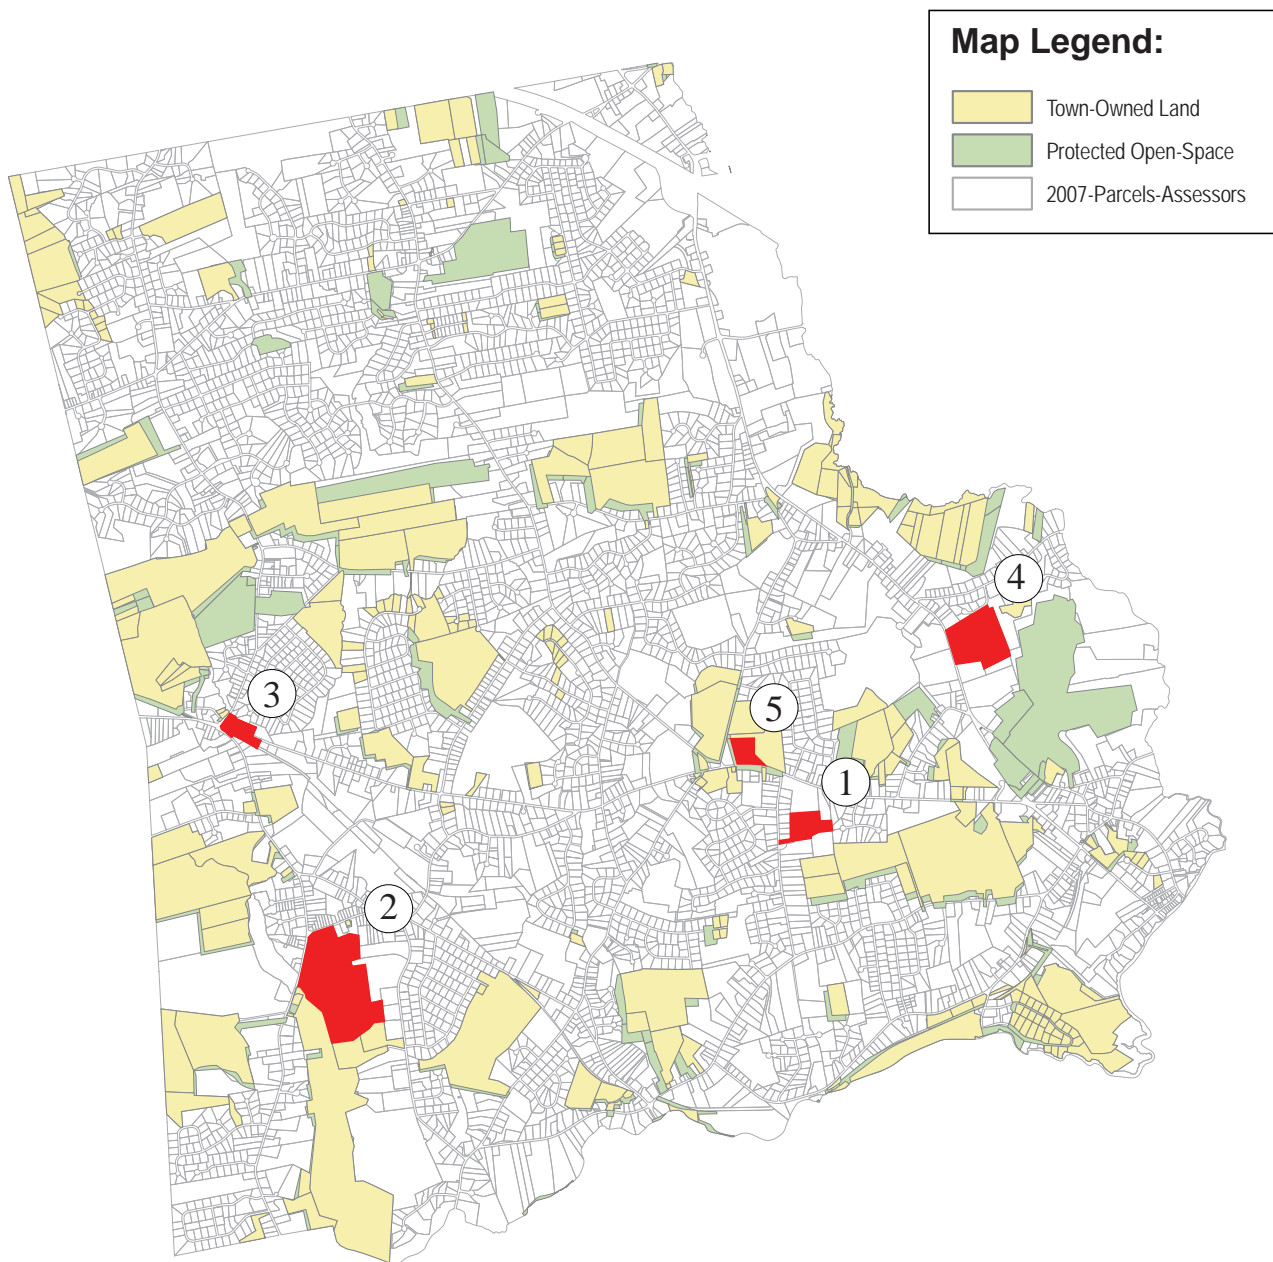 Map Legend:
Town-Owned Land
Protected Open-Space
2007-Parcels-Assessors
4
3
5
1
2